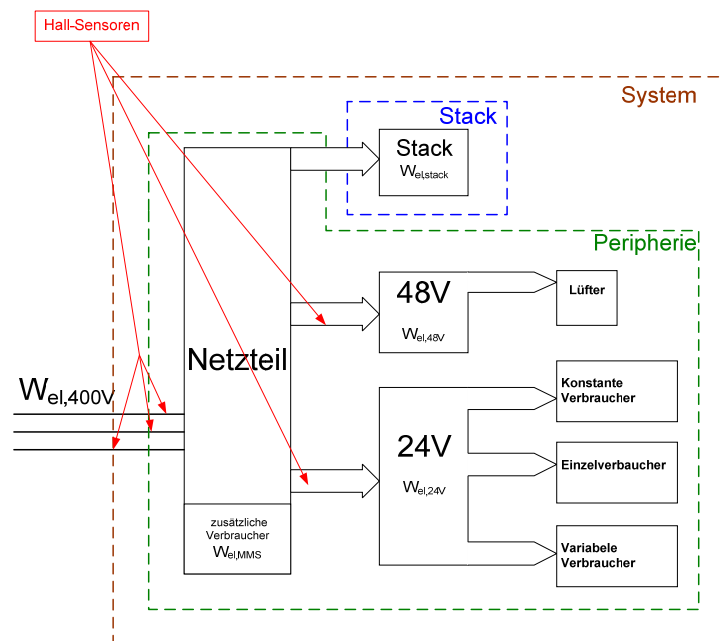 Hall-Sensoren
System
Stack
Stack
Wel,stack
Peripherie
48V
Wel,48V
Lüfter
Netzteil
Wel,400V
Konstante
Verbraucher
24V
Wel,24V
Einzelverbaucher
zusätzliche
Verbraucher
Wel,MMS
Variabele
Verbraucher